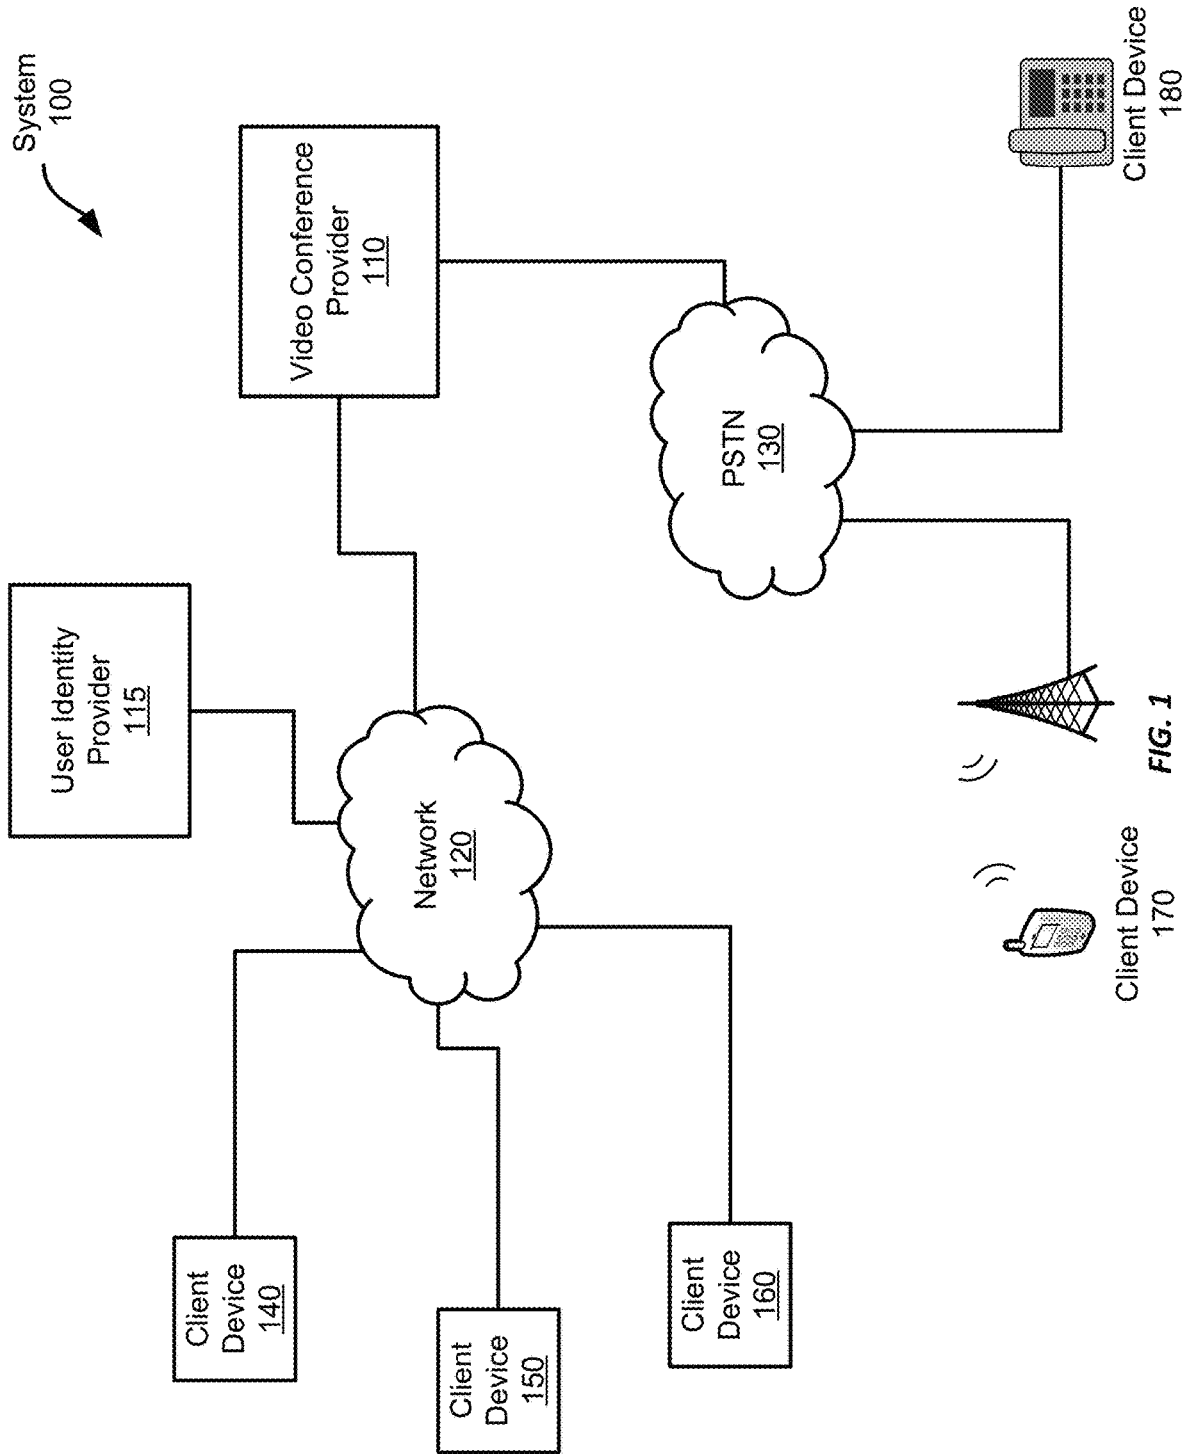 System
100
User Identity
Provider
115
Video Conference
Provider
110
Client
Device
140
Network
120
Client
Device
150
PSTN
130
Client
Device
160
Client Device
170
Client Device
180
FIG. 1